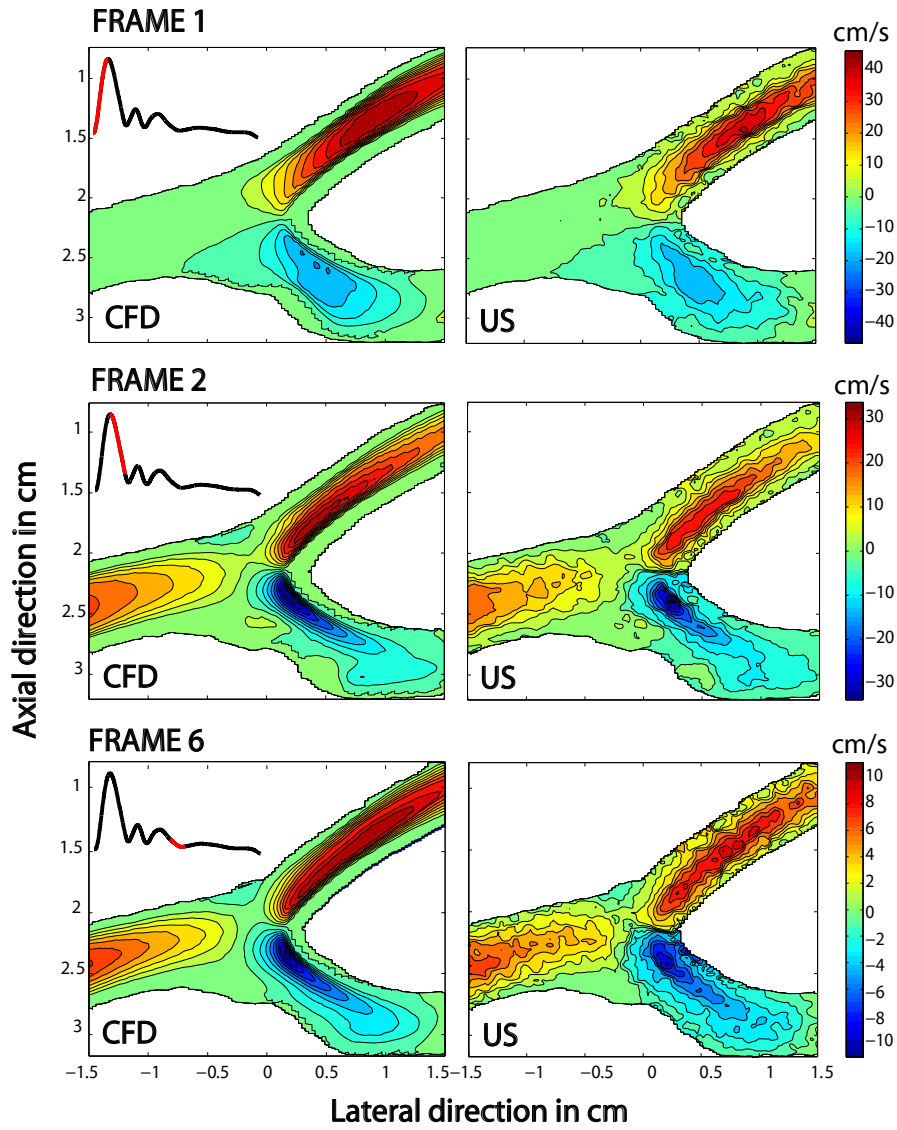 FRAME 1
cm/s
1
1.5
2
2.5
3
CFD
US
40
30
20
10
0
−10
−20
−30
−40
FRAME 2
cm/s
1
1.5
2
2.5
3
CFD
US
30
20
10
0
−10
−20
−30
Axial direction in cm
FRAME 6
cm/s
1
1.5
2
2.5
3
CFD
US
10
8
6
4
2
0
−2
−4
−6
−8
−10
−1.5 −1 −0.5 0 0.5 1 1.5 −1.5 −1 −0.5 0 0.5 1 1.5
Lateral direction in cm